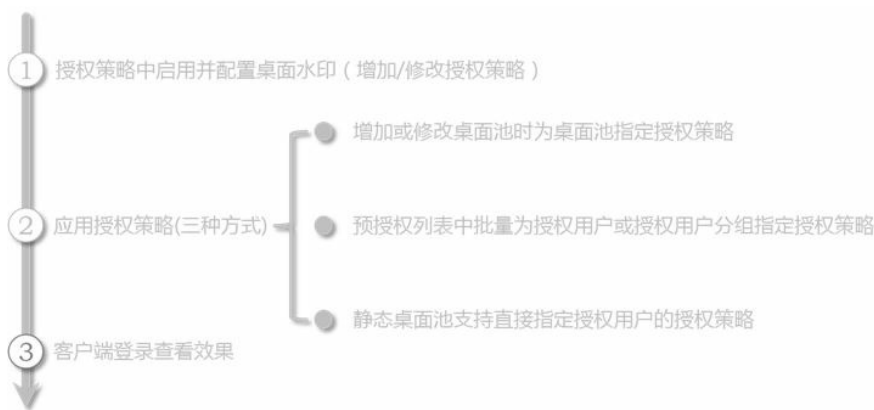 1 授权策略中启用并配置桌面水印（增加/修改授权策略）
增加或修改桌面池时为桌面池指定授权策略
2 应用授权策略(三种方式)
预授权列表中批量为授权用户或授权用户分组指定授权策略
静态桌面池支持直接指定授权用户的授权策略
3 客户端登录查看效果